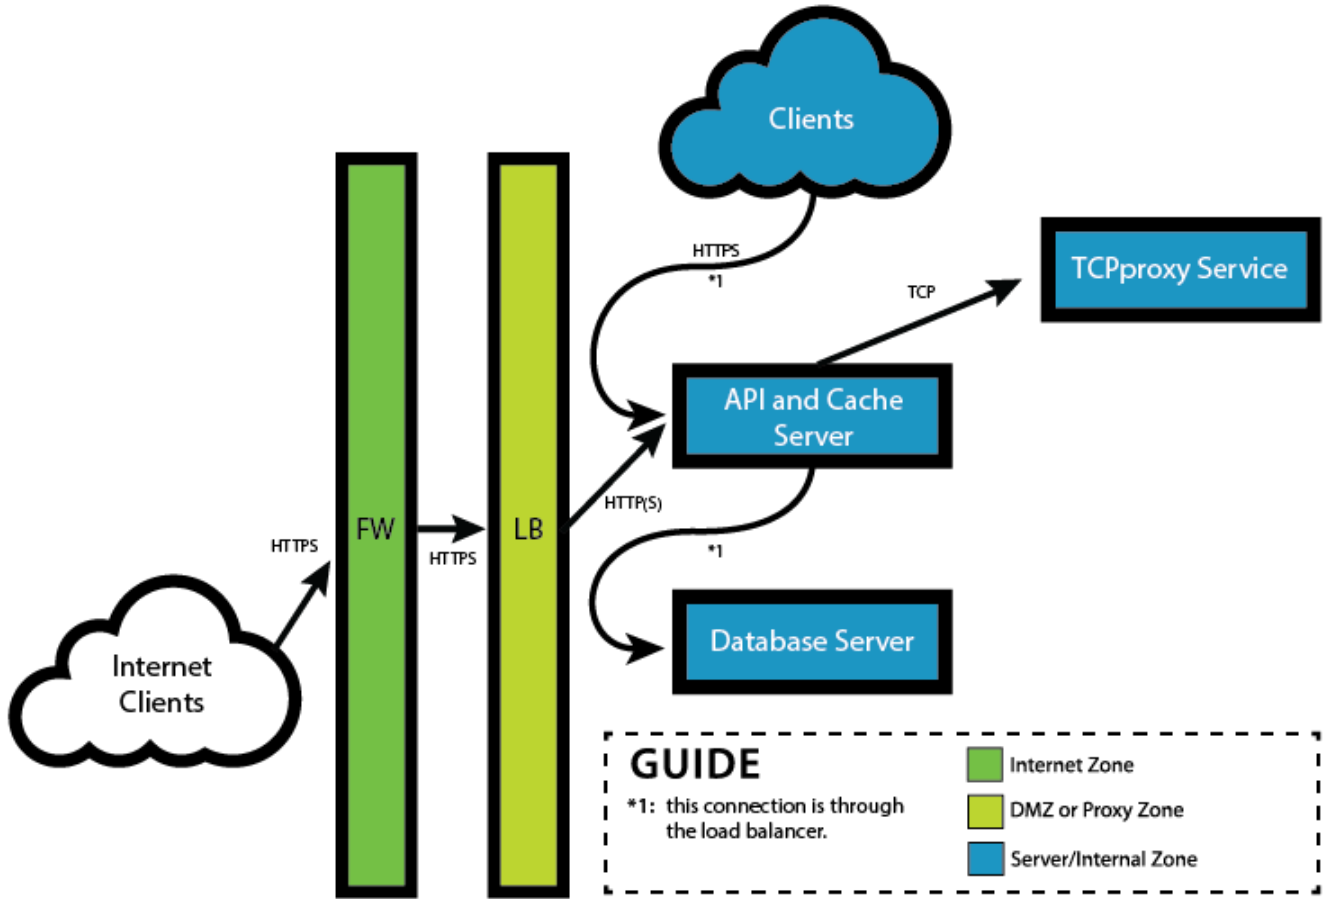 Clients
HTTPS
*1
TCP
TCPproxy Service
API and Cache
Server
HTTP(S)
FW
LB
HTTPS
HTTPS
*1
Database Server
Internet
Clients
GUIDE
*1: this connection is through
the load balancer.
Internet Zone
DMZ or Proxy Zone
Server/Internal Zone